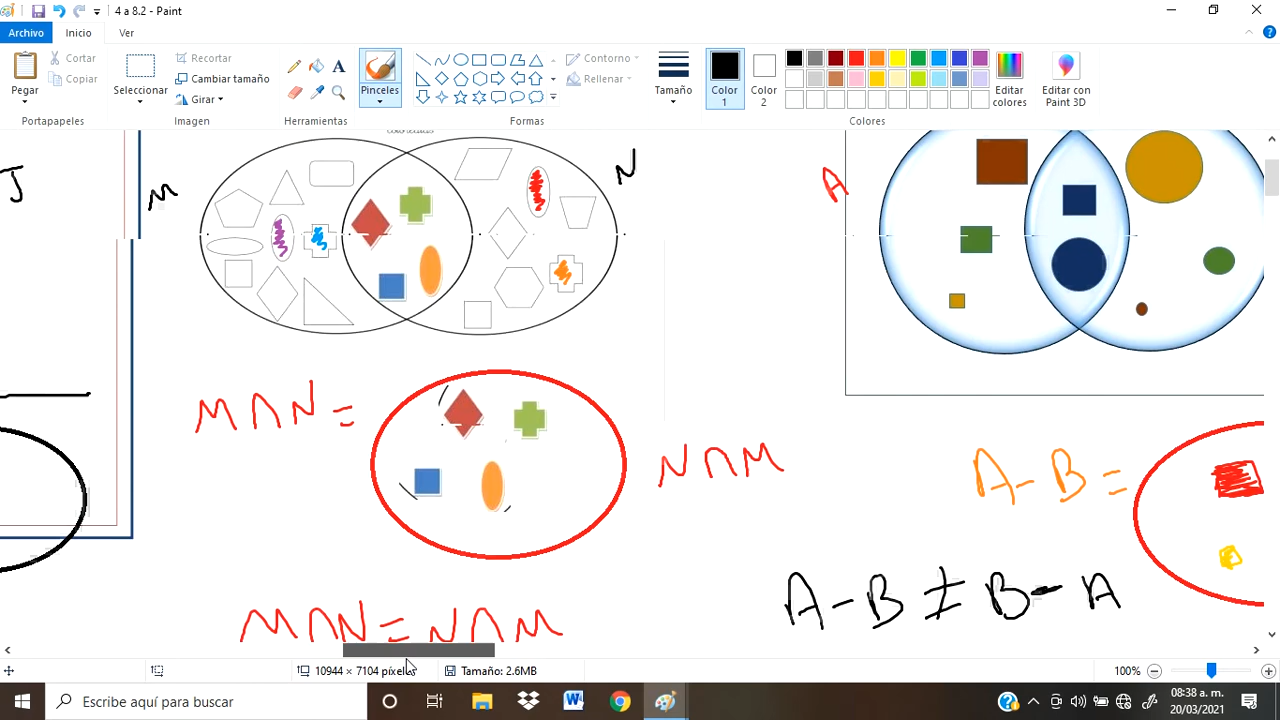 4 a 8.2 - Paint
Archivo Inicio Ver
Pegar
Cortar
Copiar
Portapapeles
Seleccionar
Recortar
Cambiar tamaño
Girar
Imagen
A
Herramientas
Pinceles
Contorno
Rellenar
Formas
Tamaño
Color 1
Color 2
Editar colores
Colores
Editar con Paint 3D
J
M
N
A
M∩N=
N∩M
A-B=
A-B≠B-A
M∩N=N∩M
10944 × 7104 píxeles
Tamaño: 2.6MB
100%
Escribe aquí para buscar
08:38 a. m.
20/03/2021